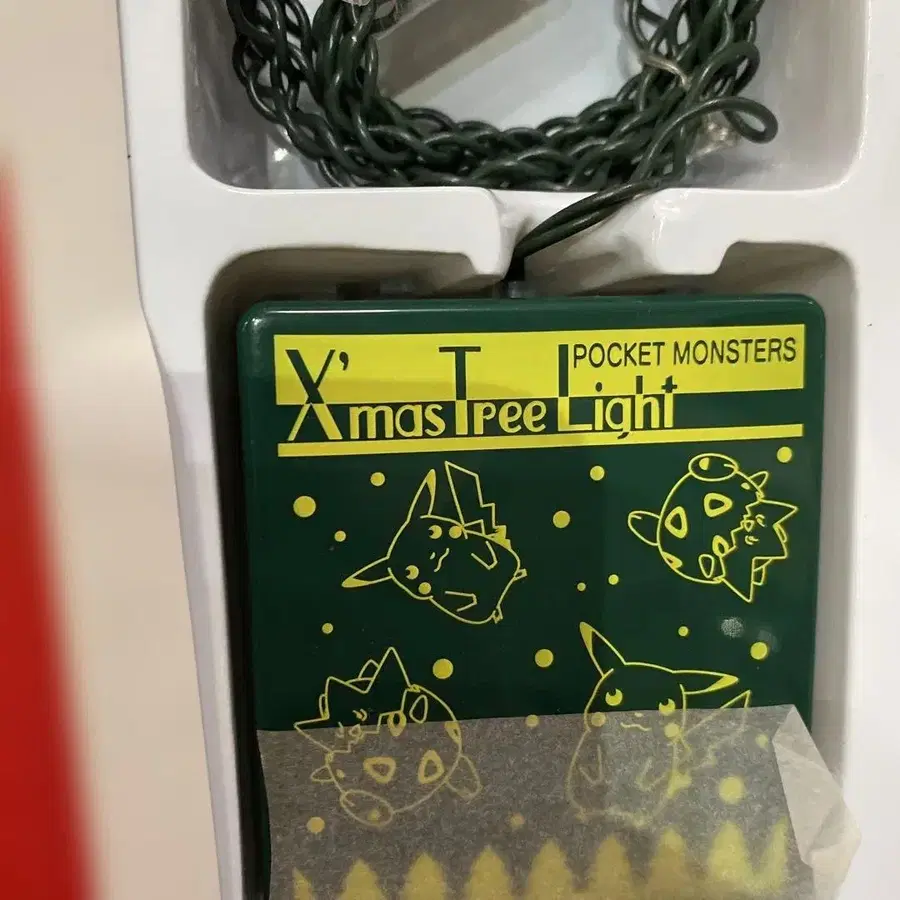 POCKET MONSTERS
X'mas Tree Light